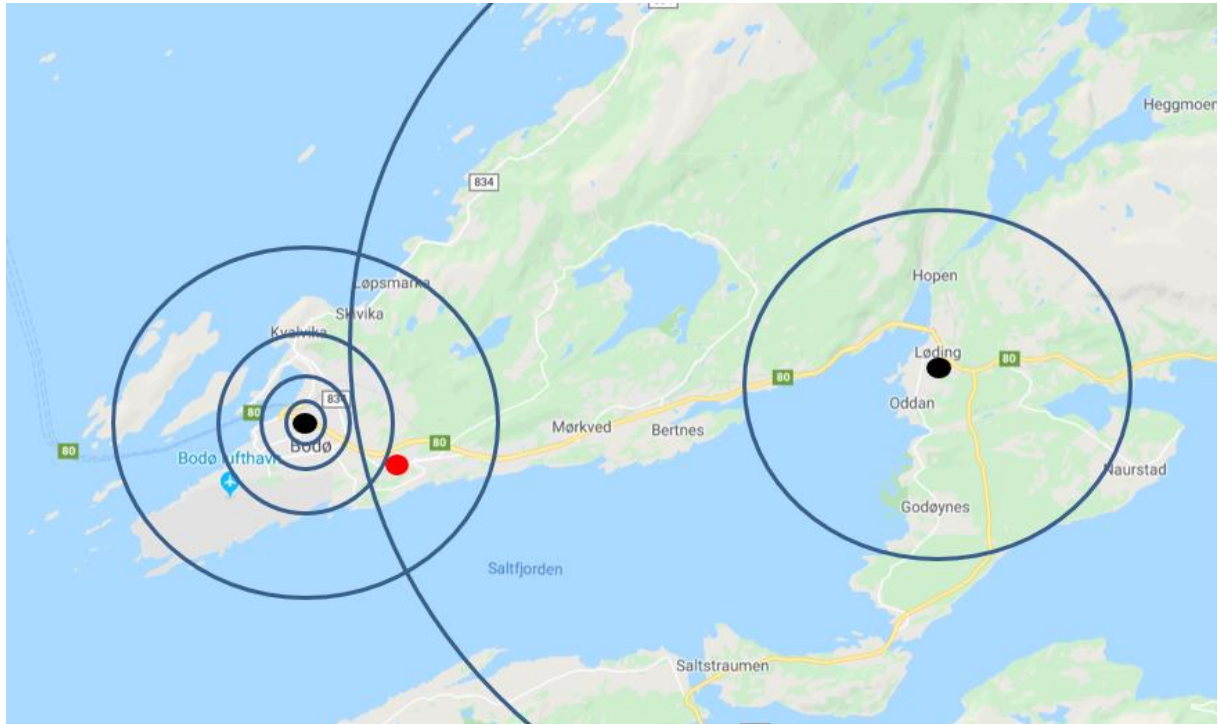 834
Heggmoen
834
Hopen
Løpsmarka
Skivika
Kvalvika
Løding
80
80
80
Oddan
Bodø
80
Mørkved
Bertnes
80
Bodø lufthavn
Naurstad
Godøynes
Saltfjorden
Saltstraumen